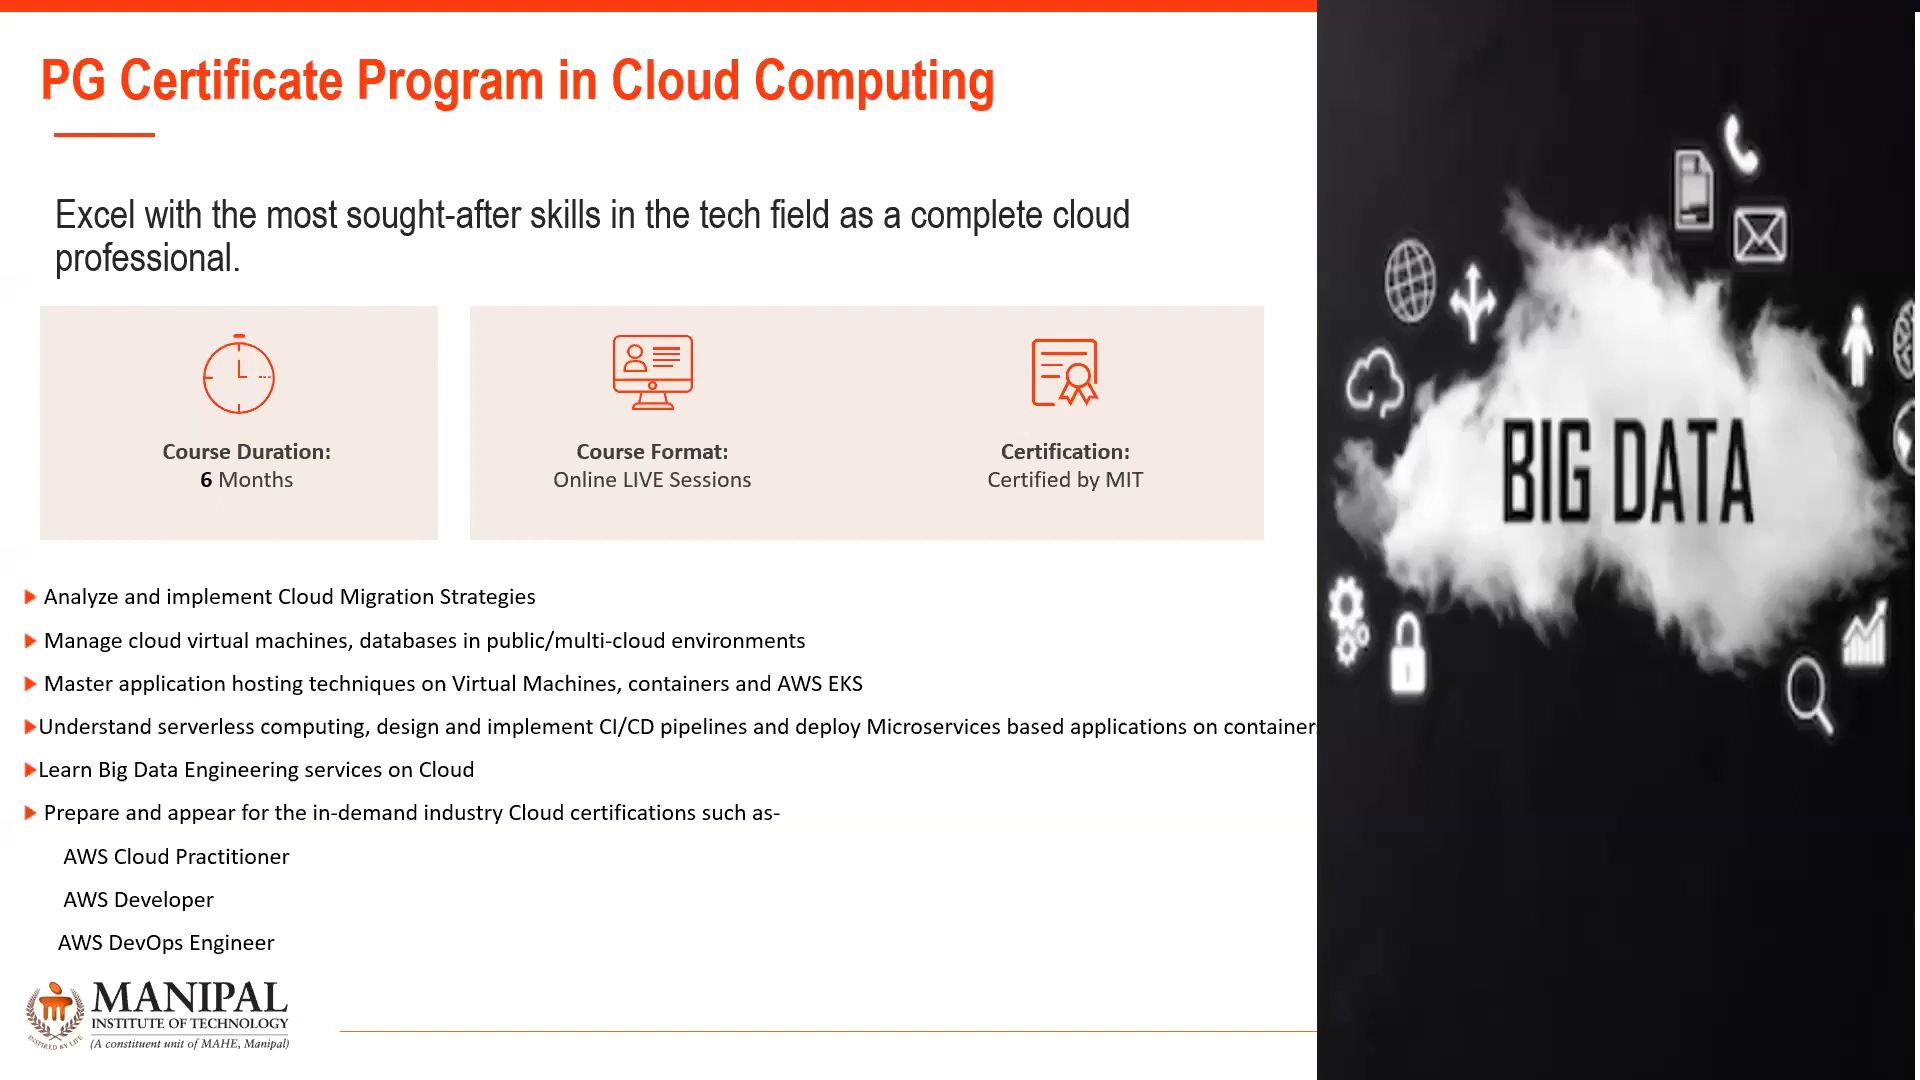 PG Certificate Program in Cloud Computing
Excel with the most sought-after skills in the tech field as a complete cloud
professional.
Course Duration:
6 Months
Course Format:
Online LIVE Sessions
Certification:
Certified by MIT
Analyze and implement Cloud Migration Strategies
Manage cloud virtual machines, databases in public/multi-cloud environments
Master application hosting techniques on Virtual Machines, containers and AWS EKS
Understand serverless computing, design and implement CI/CD pipelines and deploy Microservices based applications on container
Learn Big Data Engineering services on Cloud
Prepare and appear for the in-demand industry Cloud certifications such as-
AWS Cloud Practitioner
AWS Developer
AWS DevOps Engineer
MANIPAL
INSTITUTE OF TECHNOLOGY
(A constituent unit of MAHE, Manipal)
INSPIRED BY LIFE
BIG DATA